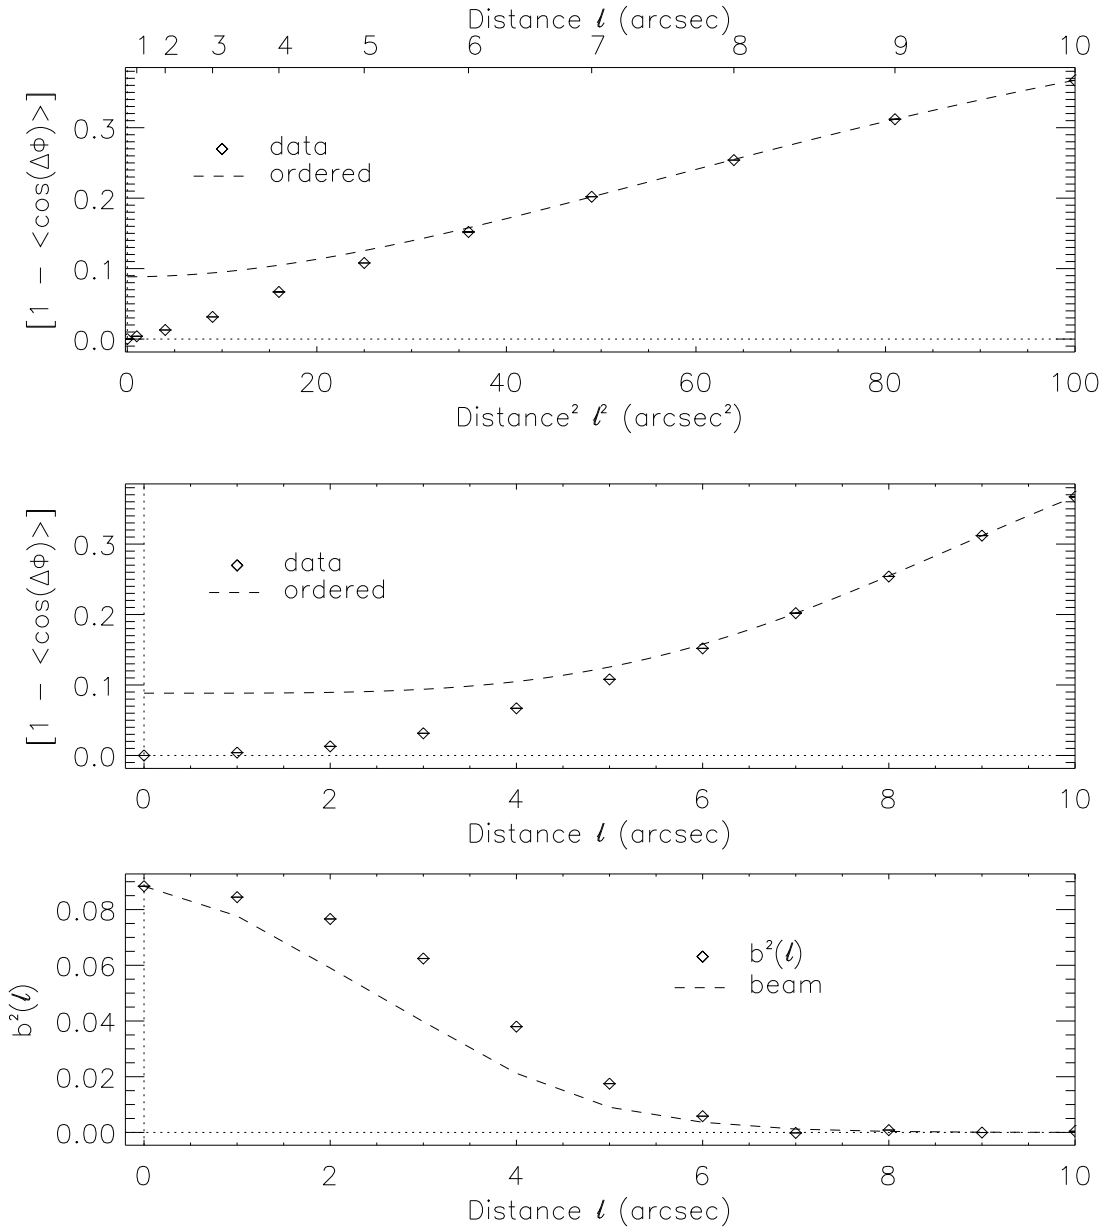 Distance ℓ (arcsec)
1 2 3 4 5 6 7 8 9 10
[1 − <cos(ΔΦ)>]
0.3
0.2
0.1
0.0
data
ordered
0 20 40 60 80 100
Distance² ℓ² (arcsec²)
[1 − <cos(ΔΦ)>]
0.3
0.2
0.1
0.0
data
ordered
0 2 4 6 8 10
Distance ℓ (arcsec)
b²(ℓ)
0.08
0.06
0.04
0.02
0.00
b²(ℓ)
beam
0 2 4 6 8 10
Distance ℓ (arcsec)